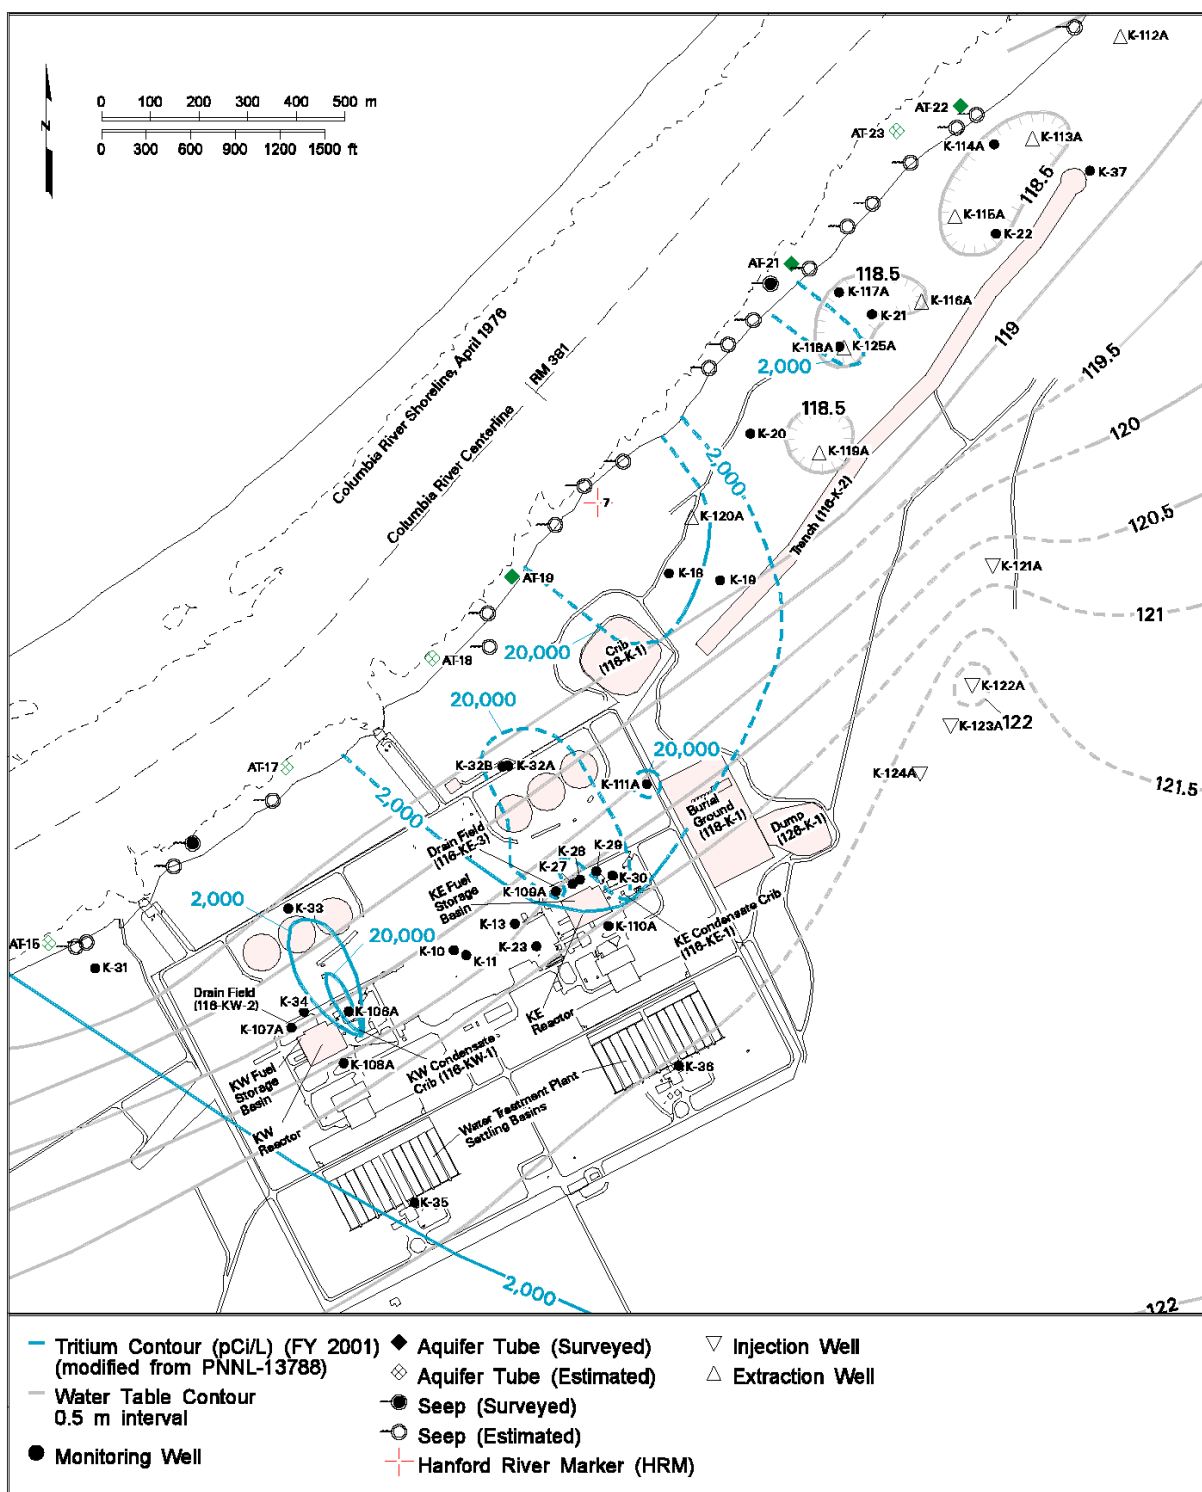 K-112A
0 100 200 300 400 500 m
0 300 600 900 1200 1500 ft
N
AT-22
AT-23
K-113A
K-114A
K-37
118.5
K-115A
K-22
AT-21
118.5
K-117A
K-116A
K-21
K-118A
K-125A
2,000
119
119.5
Columbia River Shoreline, April 1976
RM 381
Columbia River Centerline
118.5
K-20
K-119A
120
2,000
7
Trench (116-K-2)
120.5
K-120A
AT-19
K-18
K-19
K-121A
121
20,000
Crib
(116-K-1)
AT-18
K-122A
20,000
122
K-123A
20,000
AT-17
K-32B
K-32A
K-111A
K-124A
121.5
2,000
Burial
Ground
(118-K-1)
Dump
(128-K-1)
Drain Field
(116-KE-3)
K-28
K-29
K-27
K-30
KE Fuel
Storage
Basin
K-109A
2,000
K-33
K-13
K-110A
KE Condensate Crib
(116-KE-1)
20,000
AT-15
K-10
K-23
K-11
K-31
Drain Field
(116-KW-2)
K-34
K-106A
KE
Reactor
K-107A
K-108A
KW Condensate
Crib (116-KW-1)
K-36
KW Fuel
Storage
Basin
Water Treatment Plant
Settling Basins
KW
Reactor
K-35
2,000
122
Tritium Contour (pCi/L) (FY 2001)
(modified from PNNL-13788)
Water Table Contour
0.5 m interval
Monitoring Well
Aquifer Tube (Surveyed)
Aquifer Tube (Estimated)
Seep (Surveyed)
Seep (Estimated)
Hanford River Marker (HRM)
Injection Well
Extraction Well